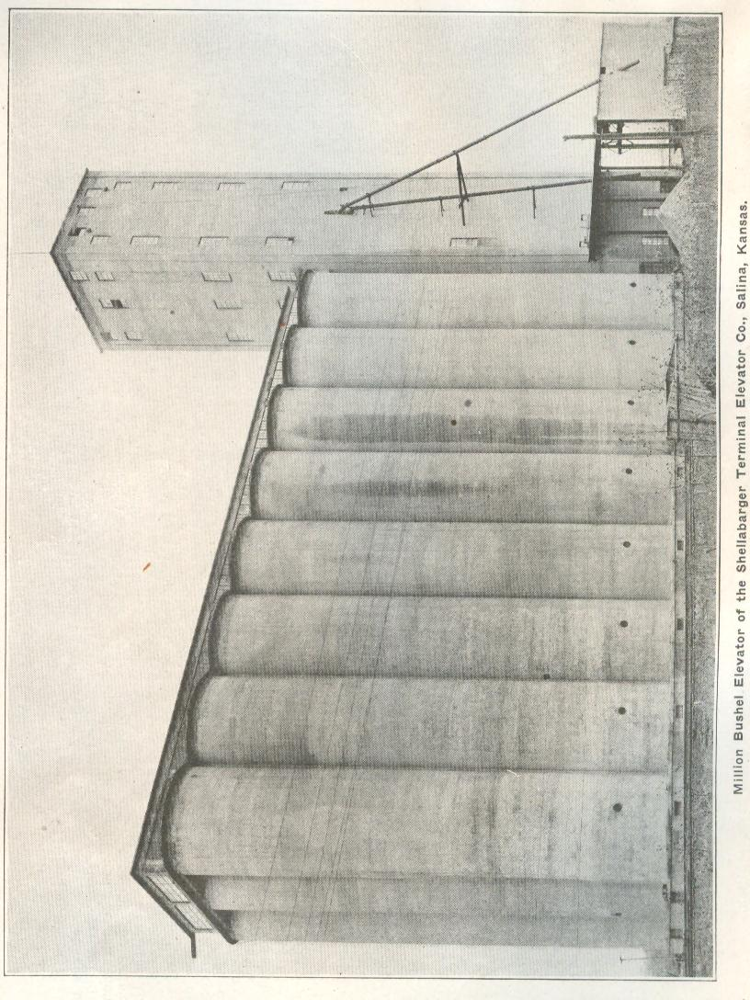 Million Bushel Elevator of the Shellabarger Terminal Elevator Co., Salina, Kansas.